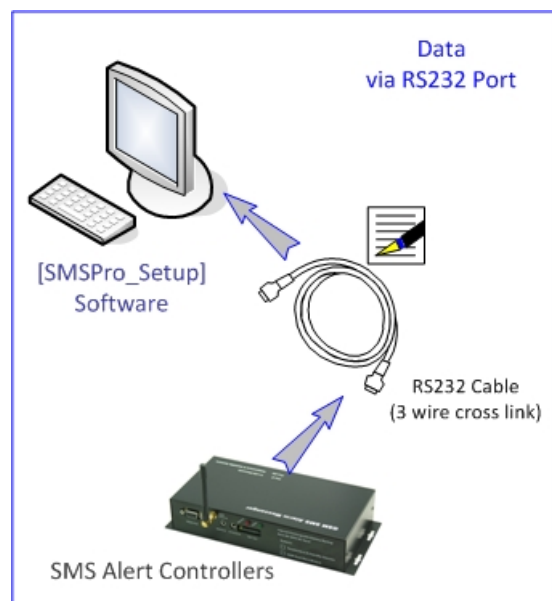 Data
via RS232 Port
[SMSPro_Setup]
Software
RS232 Cable
(3 wire cross link)
SMS Alert Controllers